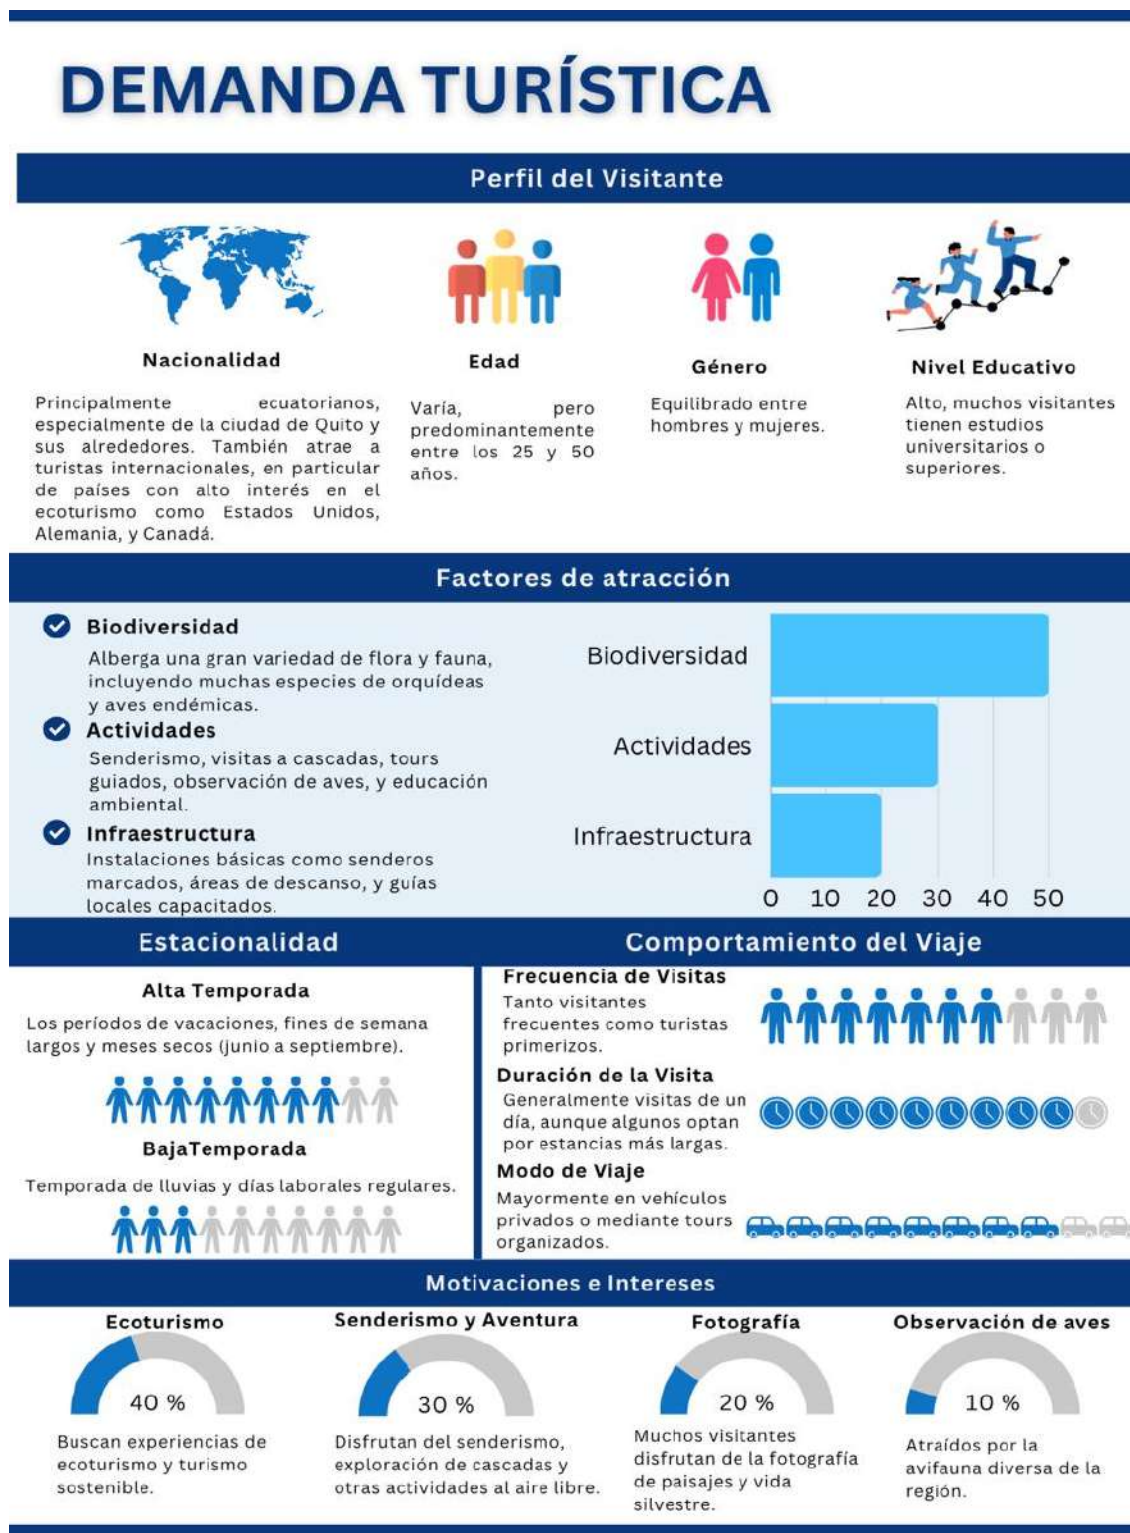 DEMANDA TURÍSTICA
Perfil del Visitante
Nacionalidad
Principalmente ecuatorianos,
especialmente de la ciudad de Quito y
sus alrededores. También atrae a
turistas internacionales, en particular
de países con alto interés en el
ecoturismo como Estados Unidos,
Alemania, y Canadá.
Edad
Varía, pero
predominantemente
entre los 25 y 50
años.
Género
Equilibrado entre
hombres y mujeres.
Nivel Educativo
Alto, muchos visitantes
tienen estudios
universitarios o
superiores.
Factores de atracción
Biodiversidad
Alberga una gran variedad de flora y fauna,
incluyendo muchas especies de orquídeas
y aves endémicas.
Actividades
Senderismo, visitas a cascadas, tours
guiados, observación de aves, y educación
ambiental.
Infraestructura
Instalaciones básicas como senderos
marcados, áreas de descanso, y guías
locales capacitados.
Biodiversidad
Actividades
Infraestructura
0 10 20 30 40 50
Estacionalidad
Alta Temporada
Los períodos de vacaciones, fines de semana
largos y meses secos (junio a septiembre).
BajaTemporada
Temporada de lluvias y días laborales regulares.
Comportamiento del Viaje
Frecuencia de Visitas
Tanto visitantes
frecuentes como turistas
primerizos.
Duración de la Visita
Generalmente visitas de un
día, aunque algunos optan
por estancias más largas.
Modo de Viaje
Mayormente en vehículos
privados o mediante tours
organizados.
Motivaciones e Intereses
Ecoturismo
40 %
Buscan experiencias de
ecoturismo y turismo
sostenible.
Senderismo y Aventura
30 %
Disfrutan del senderismo,
exploración de cascadas y
otras actividades al aire libre.
Fotografía
20 %
Muchos visitantes
disfrutan de la fotografía
de paisajes y vida
silvestre.
Observación de aves
10 %
Atraídos por la
avifauna diversa de la
región.